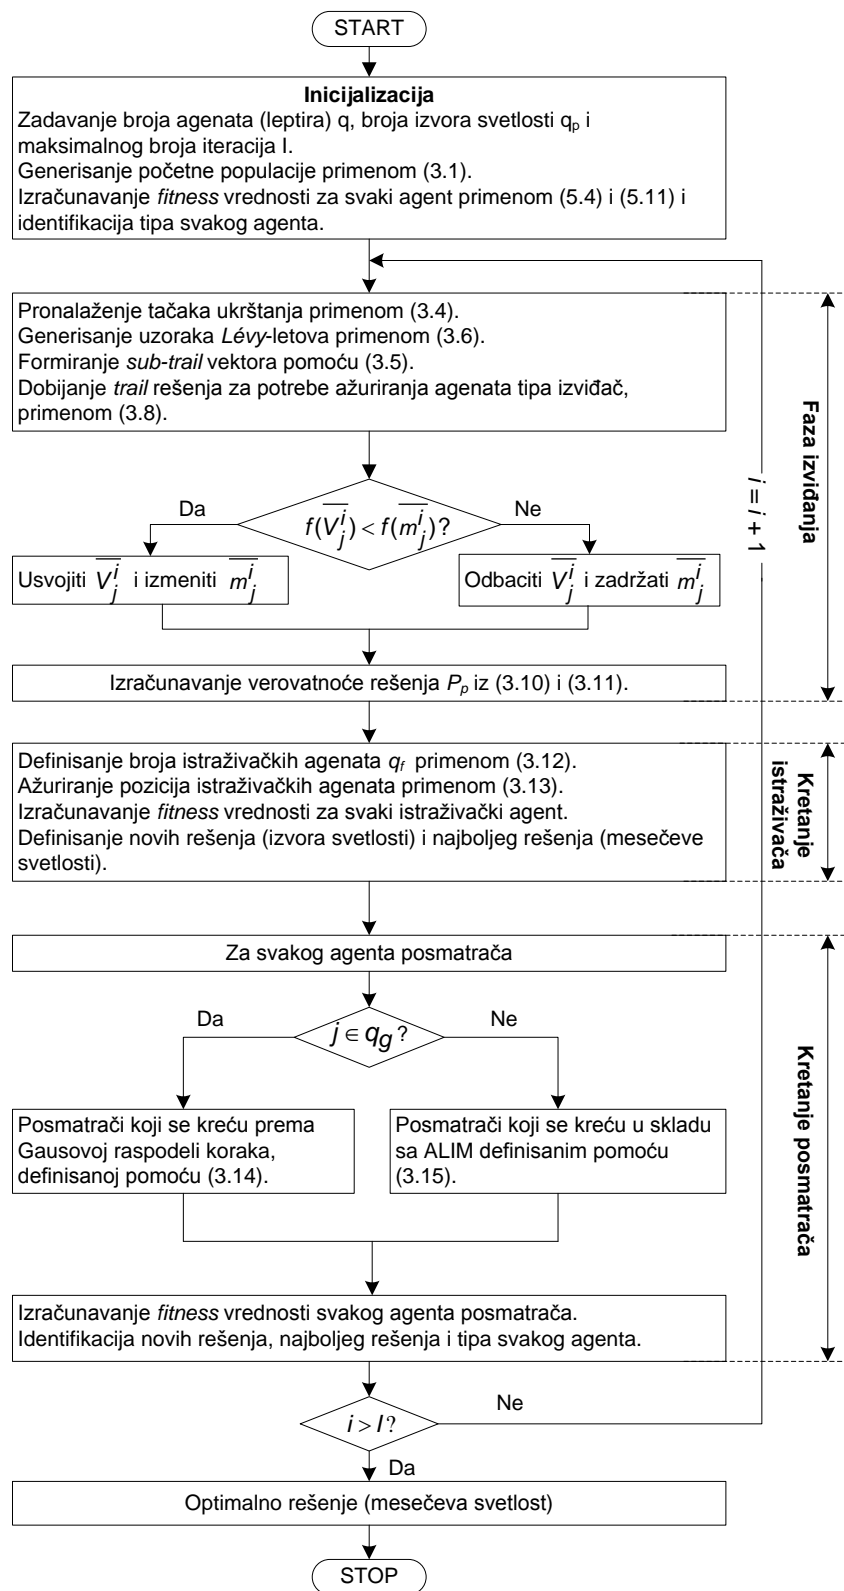 START
Inicijalizacija
Zadavanje broja agenata (leptira) q, broja izvora svetlosti qp i
maksimalnog broja iteracija I.
Generisanje početne populacije primenom (3.1).
Izračunavanje fitness vrednosti za svaki agent primenom (5.4) i (5.11) i
identifikacija tipa svakog agenta.
Pronalaženje tačaka ukrštanja primenom (3.4).
Generisanje uzoraka Lévy-letova primenom (3.6).
Formiranje sub-trail vektora pomoću (3.5).
Dobijanje trail rešenja za potrebe ažuriranja agenata tipa izviđač,
primenom (3.8).
Faza izviđanja
i = i + 1
Da
f(V_j^i) < f(m_j^i)?
Ne
Usvojiti V_j^i i izmeniti m_j^i
Odbaciti V_j^i i zadržati m_j^i
Izračunavanje verovatnoće rešenja Pp iz (3.10) i (3.11).
Definisanje broja istraživačkih agenata qf primenom (3.12).
Ažuriranje pozicija istraživačkih agenata primenom (3.13).
Izračunavanje fitness vrednosti za svaki istraživački agent.
Definisanje novih rešenja (izvora svetlosti) i najboljeg rešenja (mesečeve
svetlosti).
Kretanje
istraživača
Za svakog agenta posmatrača
Da
j ∈ qg?
Ne
Posmatrači koji se kreću prema
Gausovoj raspodeli koraka,
definisanoj pomoću (3.14).
Posmatrači koji se kreću u skladu
sa ALIM definisanim pomoću
(3.15).
Kretanje posmatrača
Izračunavanje fitness vrednosti svakog agenta posmatrača.
Identifikacija novih rešenja, najboljeg rešenja i tipa svakog agenta.
i > I?
Ne
Da
Optimalno rešenje (mesečeva svetlost)
STOP